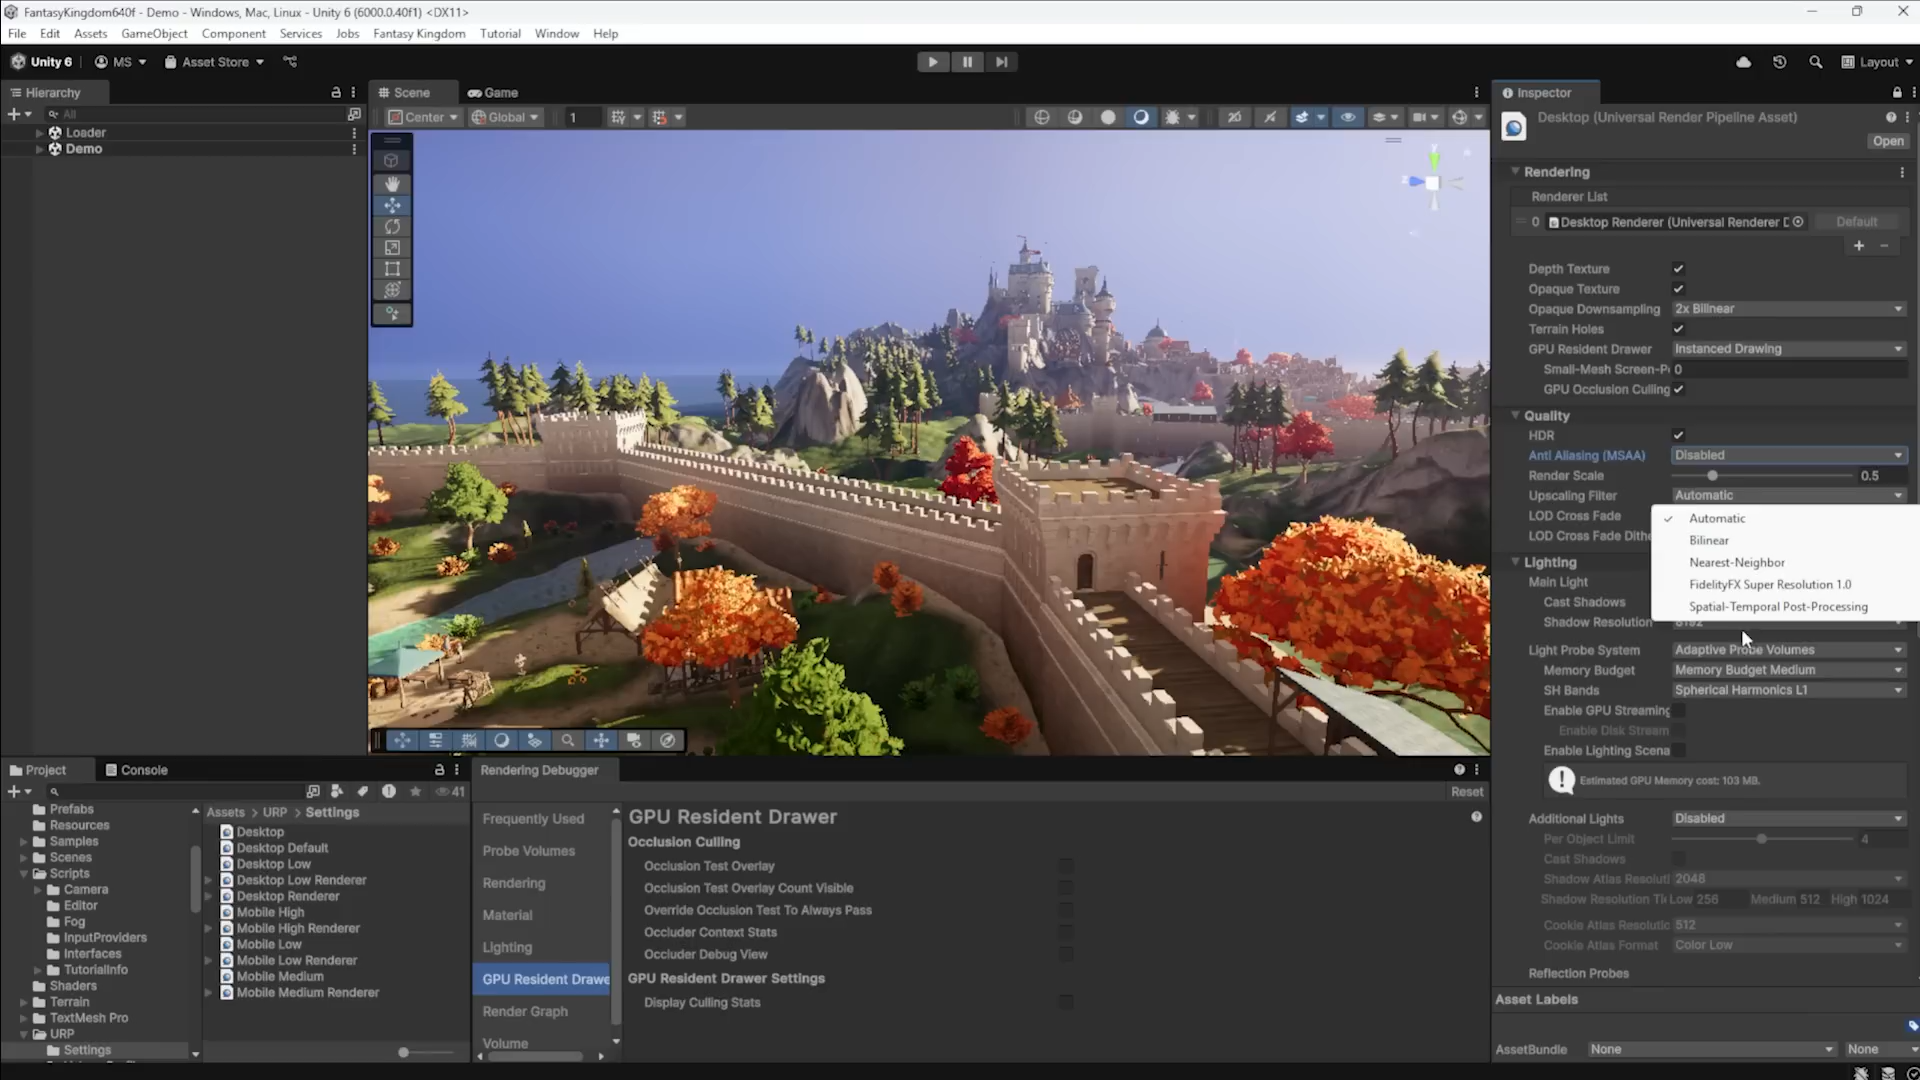 FantasyKingdom640f - Demo - Windows, Mac, Linux - Unity 6 (6000.0.40f1) <DX11>
File Edit Assets GameObject Component Services Jobs Fantasy Kingdom Tutorial Window Help
Unity 6 MS Asset Store Layout
Hierarchy
All
Loader
Demo
Scene Game
Center Global 1
Inspector
Desktop (Universal Render Pipeline Asset)
Open
Rendering
Renderer List
0 Desktop Renderer (Universal Renderer D Default
Depth Texture
Opaque Texture
Opaque Downsampling 2x Bilinear
Terrain Holes
GPU Resident Drawer Instanced Drawing
Small-Mesh Screen-P 0
GPU Occlusion Culling
Quality
HDR
Anti Aliasing (MSAA) Disabled
Render Scale 0.5
Upscaling Filter Automatic
LOD Cross Fade
LOD Cross Fade Dithe
Automatic
Bilinear
Nearest-Neighbor
FidelityFX Super Resolution 1.0
Spatial-Temporal Post-Processing
Lighting
Main Light
Cast Shadows
Shadow Resolution 8192
Light Probe System Adaptive Probe Volumes
Memory Budget Memory Budget Medium
SH Bands Spherical Harmonics L1
Enable GPU Streaming
Enable Disk Stream
Enable Lighting Scena
Estimated GPU Memory cost: 103 MB.
Additional Lights Disabled
Per Object Limit 4
Cast Shadows
Shadow Atlas Resoluti 2048
Shadow Resolution Ti Low 256 Medium 512 High 1024
Cookie Atlas Resolutic 512
Cookie Atlas Format Color Low
Reflection Probes
Asset Labels
AssetBundle None None
Project Console
41
Prefabs
Resources
Samples
Scenes
Scripts
Camera
Editor
Fog
InputProviders
Interfaces
TutorialInfo
Shaders
Terrain
TextMesh Pro
URP
Settings
Assets > URP > Settings
Desktop
Desktop Default
Desktop Low
Desktop Low Renderer
Desktop Renderer
Mobile High
Mobile High Renderer
Mobile Low
Mobile Low Renderer
Mobile Medium
Mobile Medium Renderer
Rendering Debugger
Reset
Frequently Used
Probe Volumes
Rendering
Material
Lighting
GPU Resident Drawe
Render Graph
Volume
GPU Resident Drawer
Occlusion Culling
Occlusion Test Overlay
Occlusion Test Overlay Count Visible
Override Occlusion Test To Always Pass
Occluder Context Stats
Occluder Debug View
GPU Resident Drawer Settings
Display Culling Stats